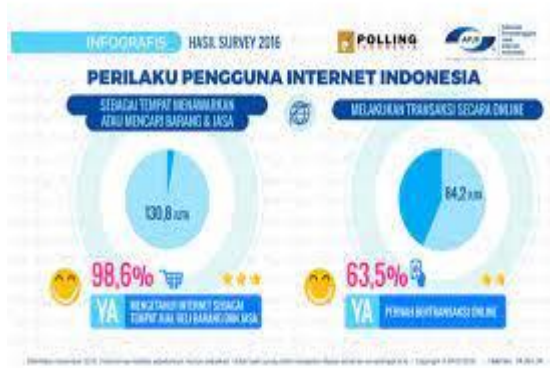 INFOGRAFIS HASIL SURVEY 2016
POLLING
INDONESIA
APJII
PERILAKU PENGGUNA INTERNET INDONESIA
SEBAGAI TEMPAT MENAWARKAN
ATAU MENCARI BARANG & JASA
MELAKUKAN TRANSAKSI SECARA ONLINE
130,8 JUTA
84,2 JUTA
98,6%
63,5%
YA
MENGETAHUI INTERNET SEBAGAI
TEMPAT JUAL BELI BARANG DAN JASA
YA
PERNAH BERTRANSAKSI ONLINE